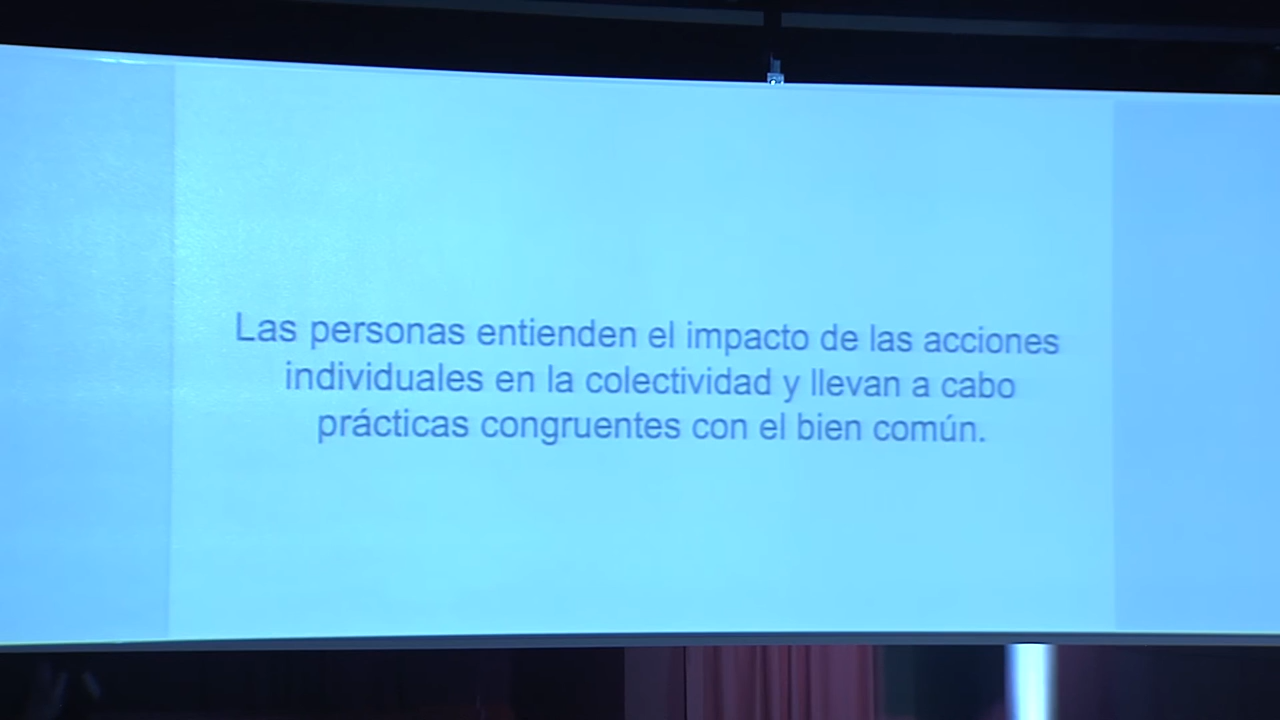 Las personas entienden el impacto de las acciones
individuales en la colectividad y llevan a cabo
prácticas congruentes con el bien común.